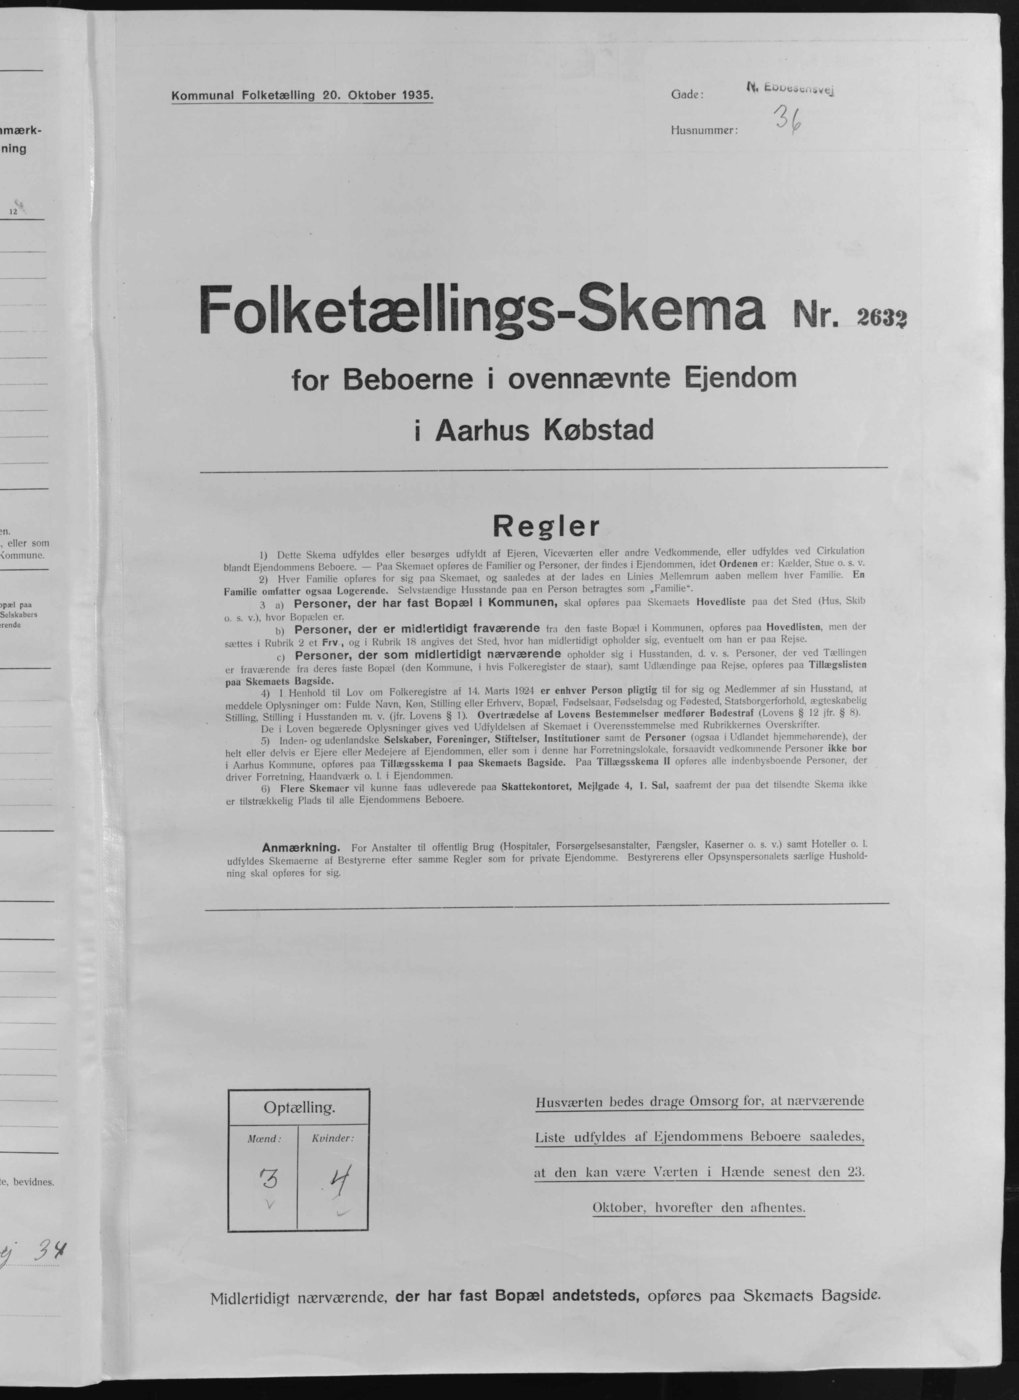 Kommunal Folketælling 20. Oktober 1935.
Gade: N. Ebbesensvej
Husnummer: 36
mærk-
ning
12
Folketællings-Skema Nr. 2632
for Beboerne i ovennævnte Ejendom
i Aarhus Købstad
Regler
1) Dette Skema udfyldes eller besørges udfyldt af Ejeren, Viceværten eller andre Vedkommende, eller udfyldes ved Cirkulation
blandt Ejendommens Beboere. — Paa Skemaet opføres de Familier og Personer, der findes i Ejendommen, idet Ordenen er: Kælder, Stue o. s. v.
2) Hver Familie opføres for sig paa Skemaet, og saaledes at der lades en Linies Mellemrum aaben mellem hver Familie. En
Familie omfatter ogsaa Logerende. Selvstændige Husstande paa en Person betragtes som „Familie“.
3 a) Personer, der har fast Bopæl i Kommunen, skal opføres paa Skemaets Hovedliste paa det Sted (Hus, Skib
o. s. v.), hvor Bopælen er.
b) Personer, der er midlertidigt fraværende fra den faste Bopæl i Kommunen, opføres paa Hovedlisten, men der
sættes i Rubrik 2 et Frv., og i Rubrik 18 angives det Sted, hvor han midlertidigt opholder sig, eventuelt om han er paa Rejse.
c) Personer, der som midlertidigt nærværende opholder sig i Husstanden, d. v. s. Personer, der ved Tællingen
er fraværende fra deres faste Bopæl (den Kommune, i hvis Folkeregister de staar), samt Udlændinge paa Rejse, opføres paa Tillægslisten
paa Skemaets Bagside.
4) I Henhold til Lov om Folkeregistre af 14. Marts 1924 er enhver Person pligtig til for sig og Medlemmer af sin Husstand, at
meddele Oplysninger om: Fulde Navn, Køn, Stilling eller Erhverv, Bopæl, Fødselsaar, Fødselsdag og Fødested, Statsborgerforhold, ægteskabelig
Stilling, Stilling i Husstanden m. v. (jfr. Lovens § 1). Overtrædelse af Lovens Bestemmelser medfører Bødestraf (Lovens § 12 jfr. § 8).
De i Loven begærede Oplysninger gives ved Udfyldelsen af Skemaet i Overensstemmelse med Rubrikkernes Overskrifter.
5) Inden- og udenlandske Selskaber, Foreninger, Stiftelser, Institutioner samt de Personer (ogsaa i Udlandet hjemmehørende), der
helt eller delvis er Ejere eller Medejere af Ejendommen, eller som i denne har Forretningslokale, forsaavidt vedkommende Personer ikke bor
i Aarhus Kommune, opføres paa Tillægsskema I paa Skemaets Bagside. Paa Tillægsskema II opføres alle indenbysboende Personer, der
driver Forretning, Haandværk o. l. i Ejendommen.
6) Flere Skemaer vil kunne faas udleverede paa Skattekontoret, Mejlgade 4, 1. Sal, saafremt der paa det tilsendte Skema ikke
er tilstrækkelig Plads til alle Ejendommens Beboere.
Anmærkning. For Anstalter til offentlig Brug (Hospitaler, Forsørgelsesanstalter, Fængsler, Kaserner o. s. v.) samt Hoteller o. l.
udfyldes Skemaerne af Bestyrerne efter samme Regler som for private Ejendomme. Bestyrerens eller Opsynspersonalets særlige Hushold-
ning skal opføres for sig.
en.
, eller som
Kommune.
opæl paa
Selskabers
rende
Optælling.
Mænd: Kvinder:
3 4
Husværten bedes drage Omsorg for, at nærværende
Liste udfyldes af Ejendommens Beboere saaledes,
at den kan være Værten i Hænde senest den 23.
Oktober, hvorefter den afhentes.
te, bevidnes.
ej 34
Midlertidigt nærværende, der har fast Bopæl andetsteds, opføres paa Skemaets Bagside.